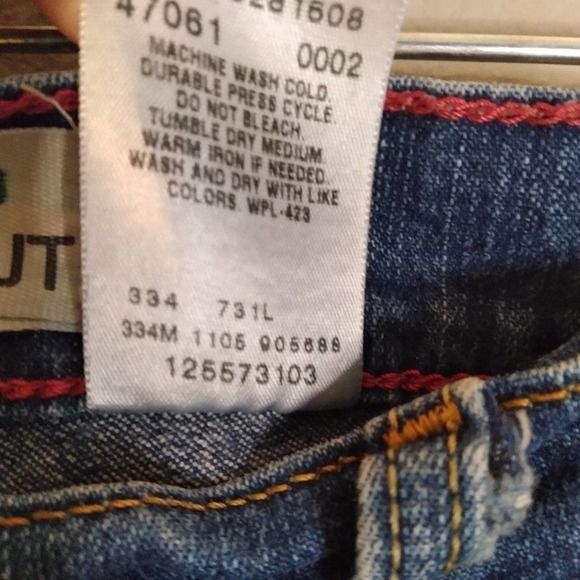 47061 0002
MACHINE WASH COLD.
DURABLE PRESS CYCLE.
DO NOT BLEACH.
TUMBLE DRY MEDIUM.
WARM IRON IF NEEDED.
WASH AND DRY WITH LIKE
COLORS. WPL-423
UT
334 731L
334M 1105 905688
125573103